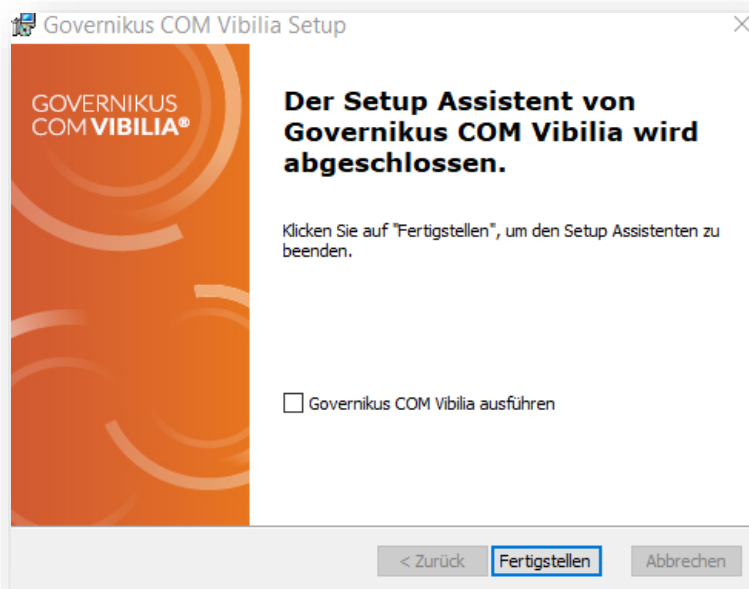 Governikus COM Vibilia Setup
GOVERNIKUS
COM VIBILIA®
Der Setup Assistent von
Governikus COM Vibilia wird
abgeschlossen.
Klicken Sie auf "Fertigstellen", um den Setup Assistenten zu
beenden.
Governikus COM Vibilia ausführen
< Zurück Fertigstellen Abbrechen